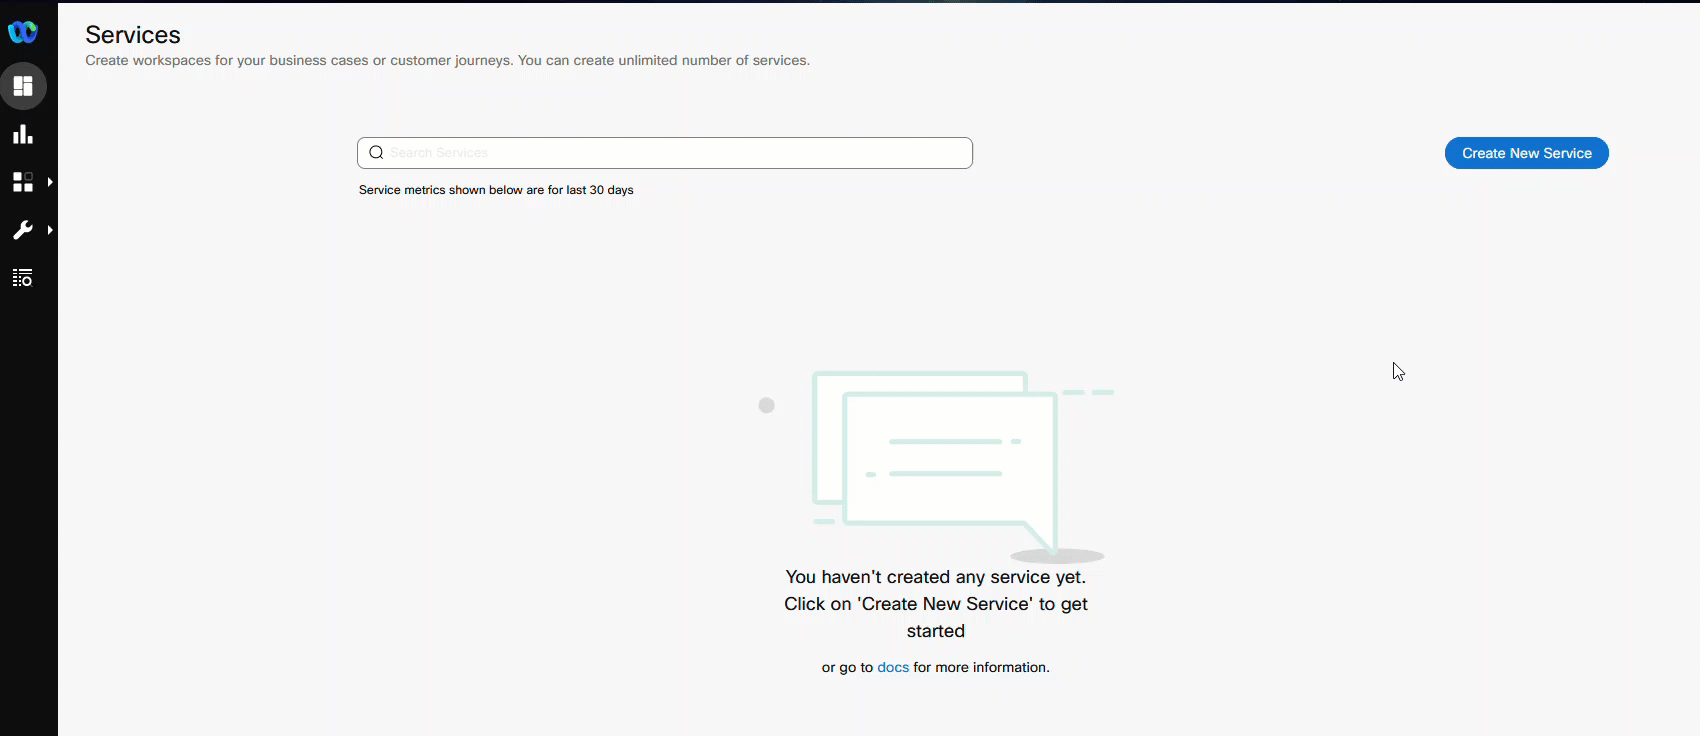 Services
Create workspaces for your business cases or customer journeys. You can create unlimited number of services.
Search Services
Create New Service
Service metrics shown below are for last 30 days
You haven't created any service yet.
Click on 'Create New Service' to get
started
or go to docs for more information.